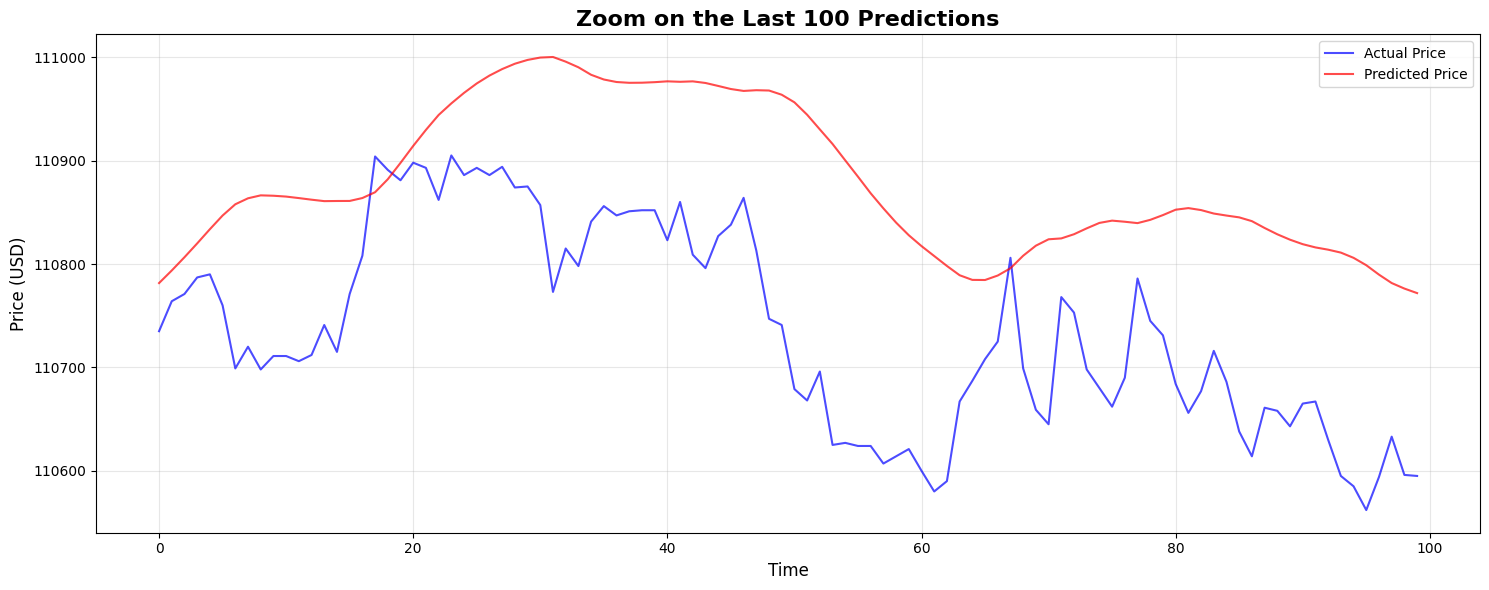 Zoom on the Last 100 Predictions
Actual Price
Predicted Price
Price (USD)
111000
110900
110800
110700
110600
0 20 40 60 80 100
Time